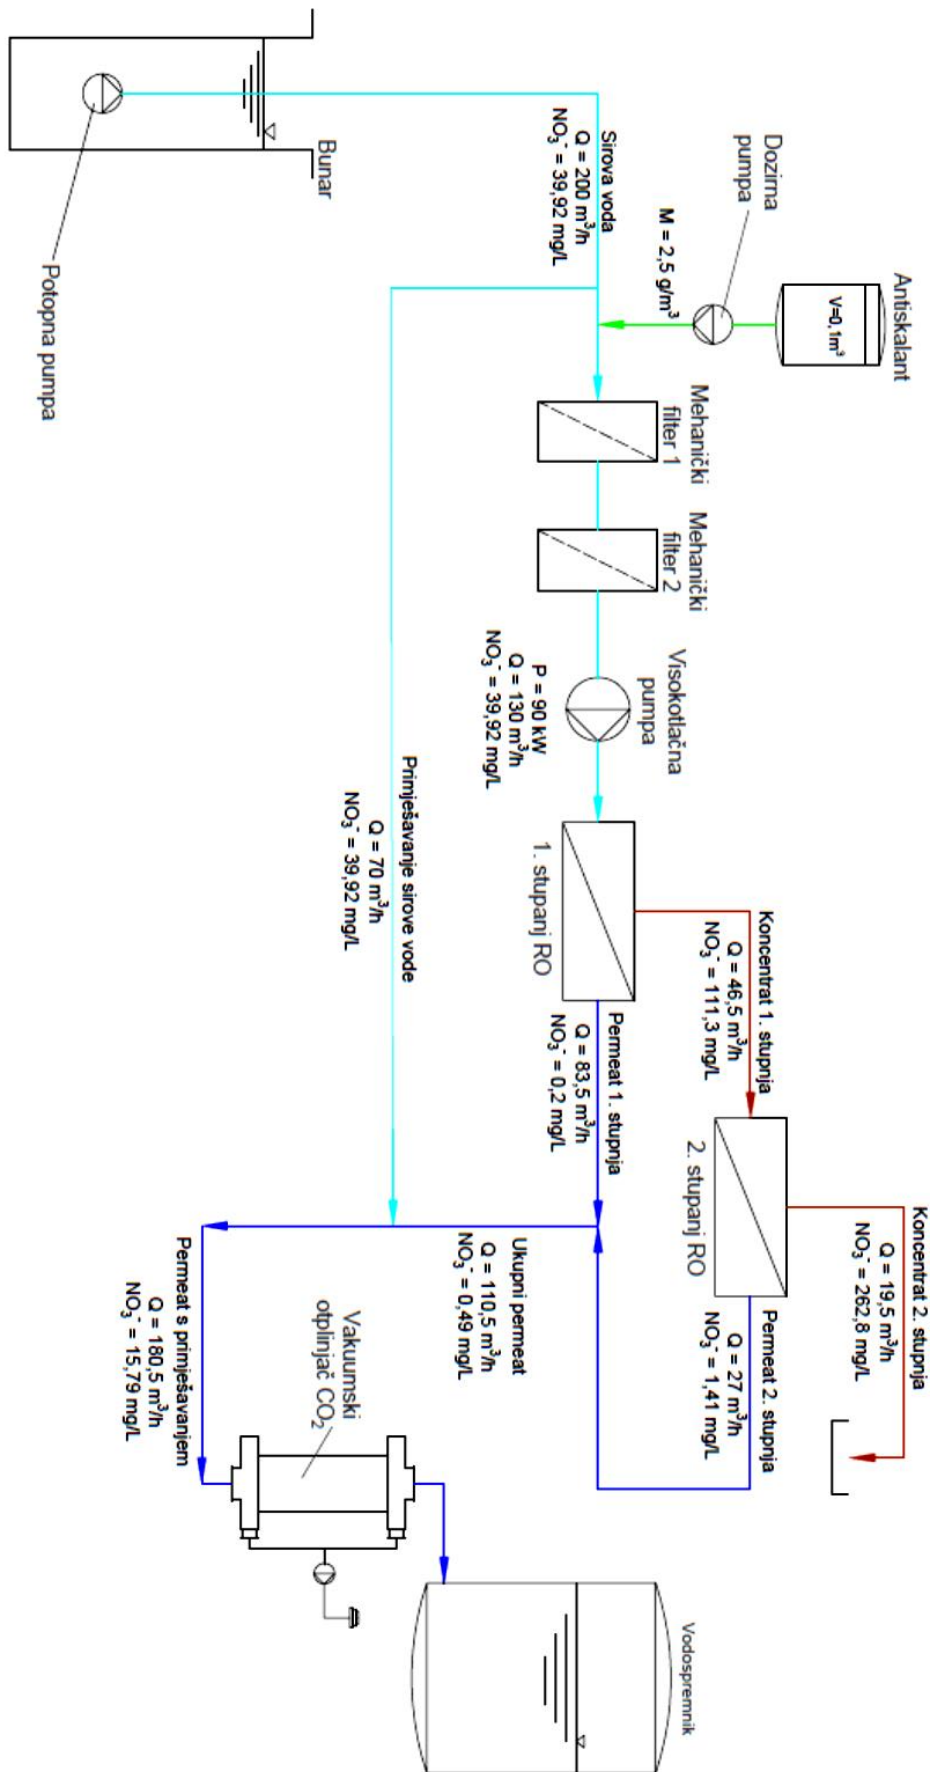 Bunar
Potopna pumpa
Sirova voda
Q = 200 m³/h
NO₃⁻ = 39,92 mg/L
Dozirna
pumpa
M = 2,5 g/m³
Antiskalant
V=0,1m³
Mehanički
filter 1
Mehanički
filter 2
Visokotlačna
pumpa
P = 90 kW
Q = 130 m³/h
NO₃⁻ = 39,92 mg/L
Primješavanje sirove vode
Q = 70 m³/h
NO₃⁻ = 39,92 mg/L
1. stupanj RO
Koncentrat 1. stupnja
Q = 46,5 m³/h
NO₃⁻ = 111,3 mg/L
Permeat 1. stupnja
Q = 83,5 m³/h
NO₃⁻ = 0,2 mg/L
2. stupanj RO
Koncentrat 2. stupnja
Q = 19,5 m³/h
NO₃⁻ = 262,8 mg/L
Permeat 2. stupnja
Q = 27 m³/h
NO₃⁻ = 1,41 mg/L
Ukupni permeat
Q = 110,5 m³/h
NO₃⁻ = 0,49 mg/L
Permeat s primješavanjem
Q = 180,5 m³/h
NO₃⁻ = 15,79 mg/L
Vakuumski
otplinjač CO₂
Vodospremnik